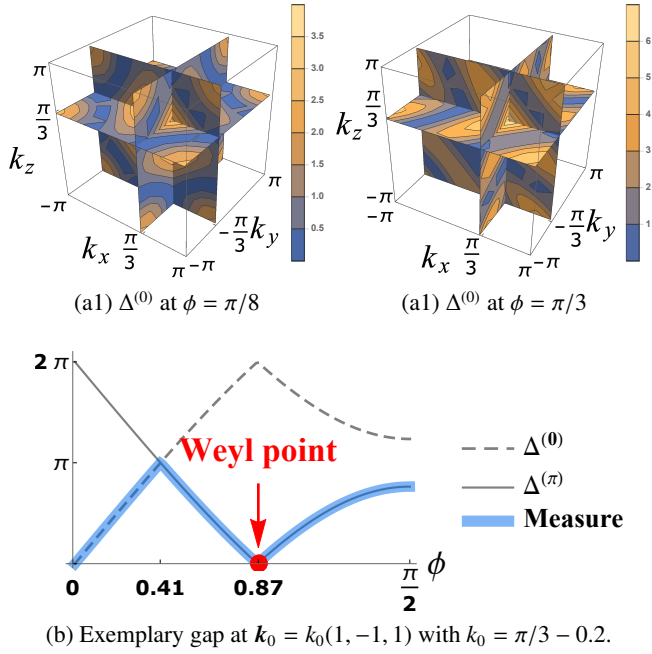 π
π/3
k_z
-π
k_x
π/3
π
-π
-π/3
k_y
π
3.5
3.0
2.5
2.0
1.5
1.0
0.5
(a1) Δ^(0) at ϕ = π/8
π
π/3
k_z
-π
-π
k_x
π/3
π
-π
-π/3
k_y
π
7
6
5
4
3
2
1
(a1) Δ^(0) at ϕ = π/3
2 π
π
Weyl point
0
0.41
0.87
π/2
ϕ
Δ^(0)
Δ^(π)
Measure
(b) Exemplary gap at k_0 = k_0(1, −1, 1) with k_0 = π/3 − 0.2.